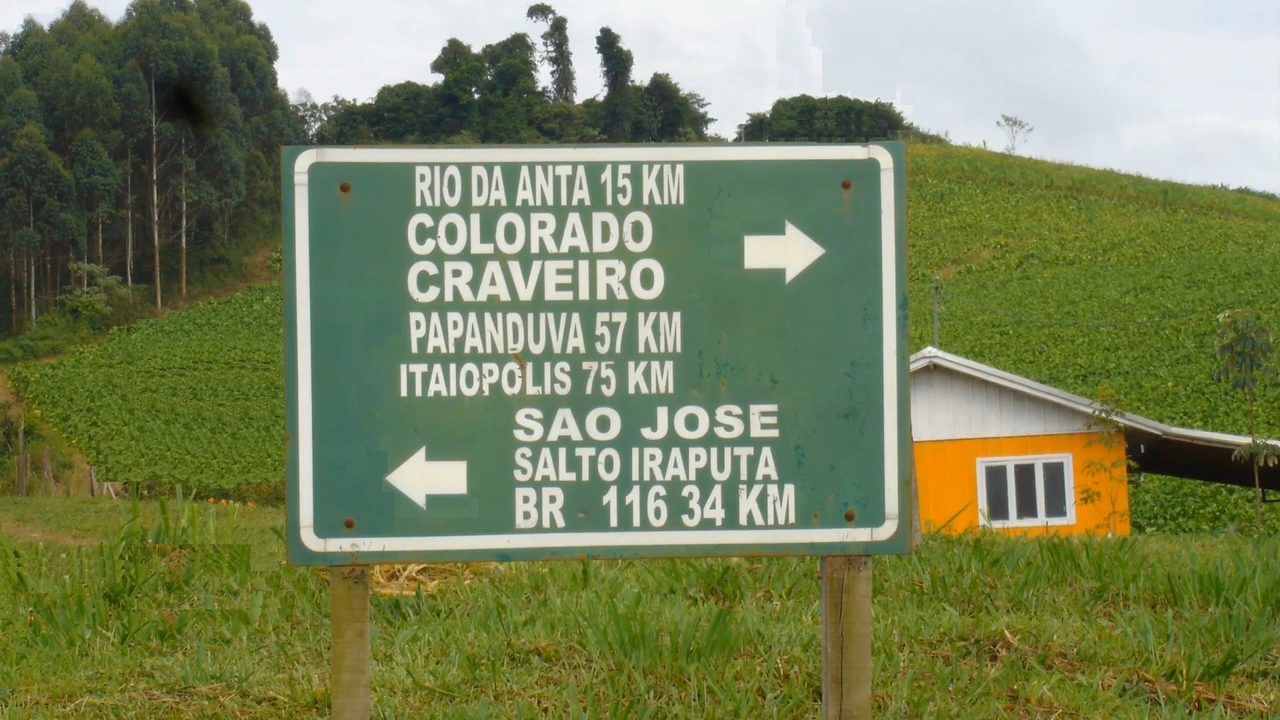 RIO DA ANTA 15 KM
COLORADO
CRAVEIRO
PAPANDUVA 57 KM
ITAIOPOLIS 75 KM
SAO JOSE
SALTO IRAPUTA
BR 116 34 KM